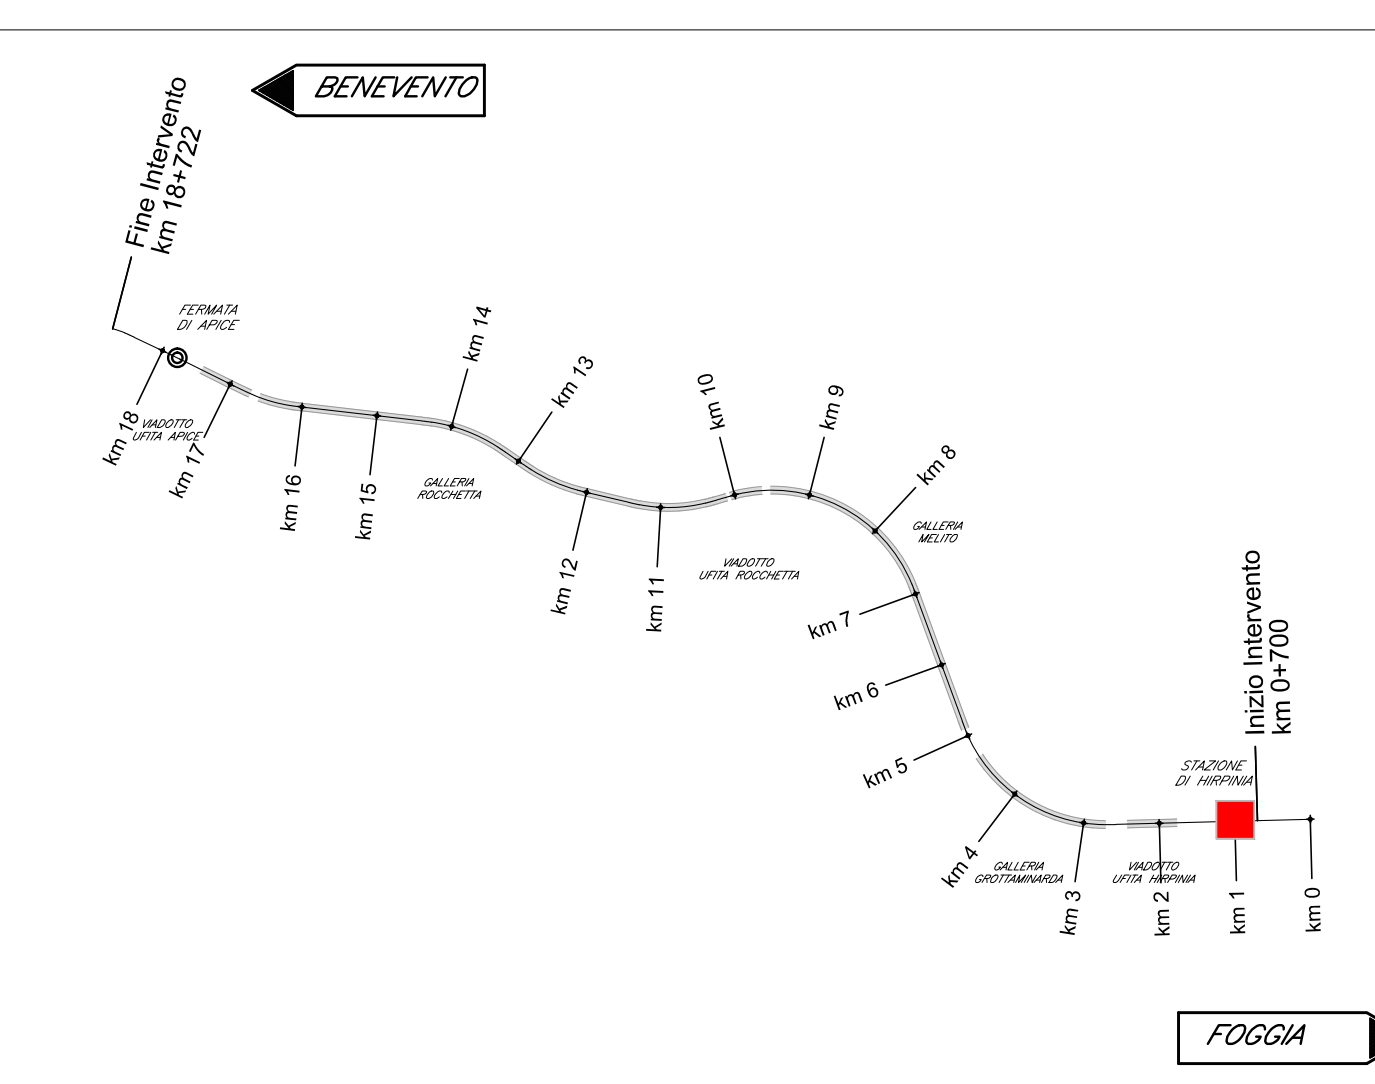 BENEVENTO
Fine Intervento
km 18+722
FERMATA
DI APICE
km 18
VIADOTTO
UFITA APICE
km 17
km 16
km 15
km 14
GALLERIA
ROCCHETTA
km 13
km 12
km 11
km 10
VIADOTTO
UFITA ROCCHETTA
km 9
km 8
GALLERIA
MELITO
km 7
km 6
km 5
km 4
GALLERIA
GROTTAMINARDA
km 3
VIADOTTO
UFITA HIRPINIA
km 2
STAZIONE
DI HIRPINIA
km 1
Inizio Intervento
km 0+700
km 0
FOGGIA